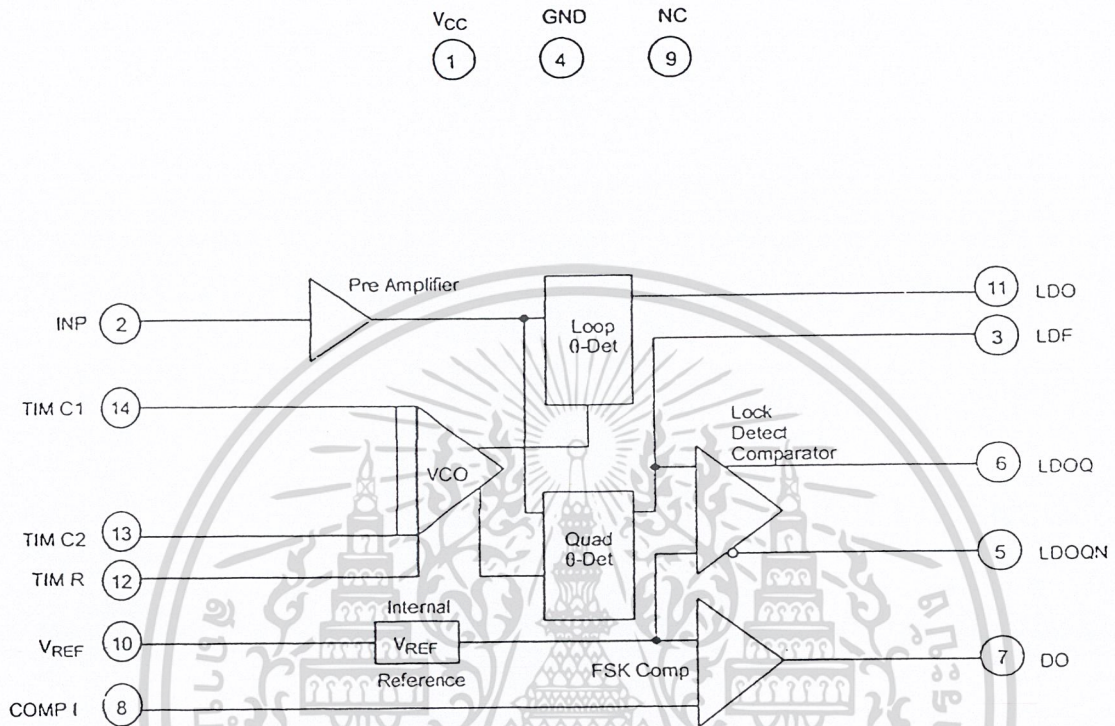 VCC GND NC
1 4 9
Pre Amplifier
INP 2
Loop
θ-Det
11 LDO
3 LDF
TIM C1 14
VCO
Lock
Detect
Comparator
6 LDOQ
TIM C2 13
Quad
θ-Det
5 LDOQN
TIM R 12
Internal
VREF 10
VREF
Reference
FSK Comp
7 DO
COMP I 8